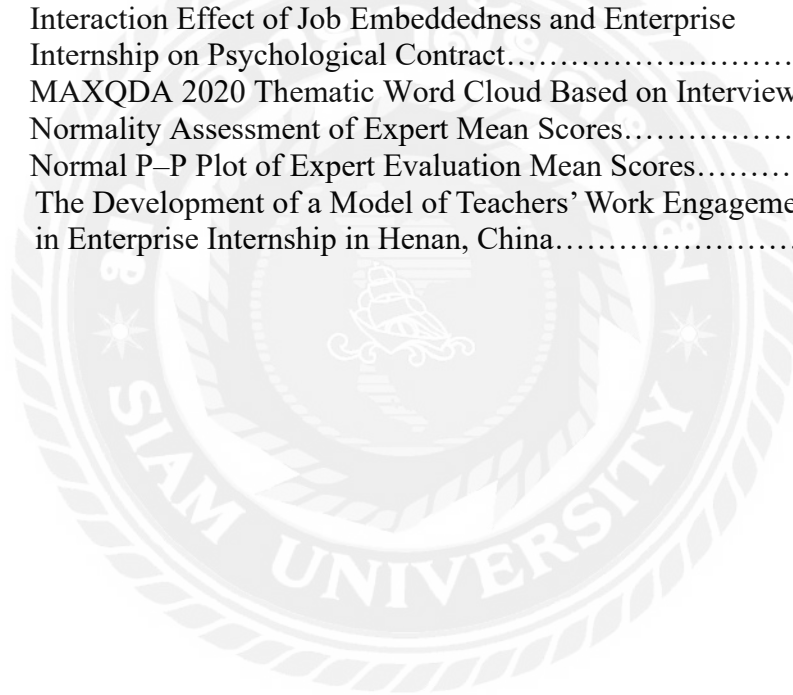 Interaction Effect of Job Embeddedness and Enterprise
Internship on Psychological Contract……………………
MAXQDA 2020 Thematic Word Cloud Based on Interview
Normality Assessment of Expert Mean Scores………………
Normal P–P Plot of Expert Evaluation Mean Scores………
The Development of a Model of Teachers’ Work
in Enterprise Internship in Henan, China……………………
SIAM UNIVERSITY